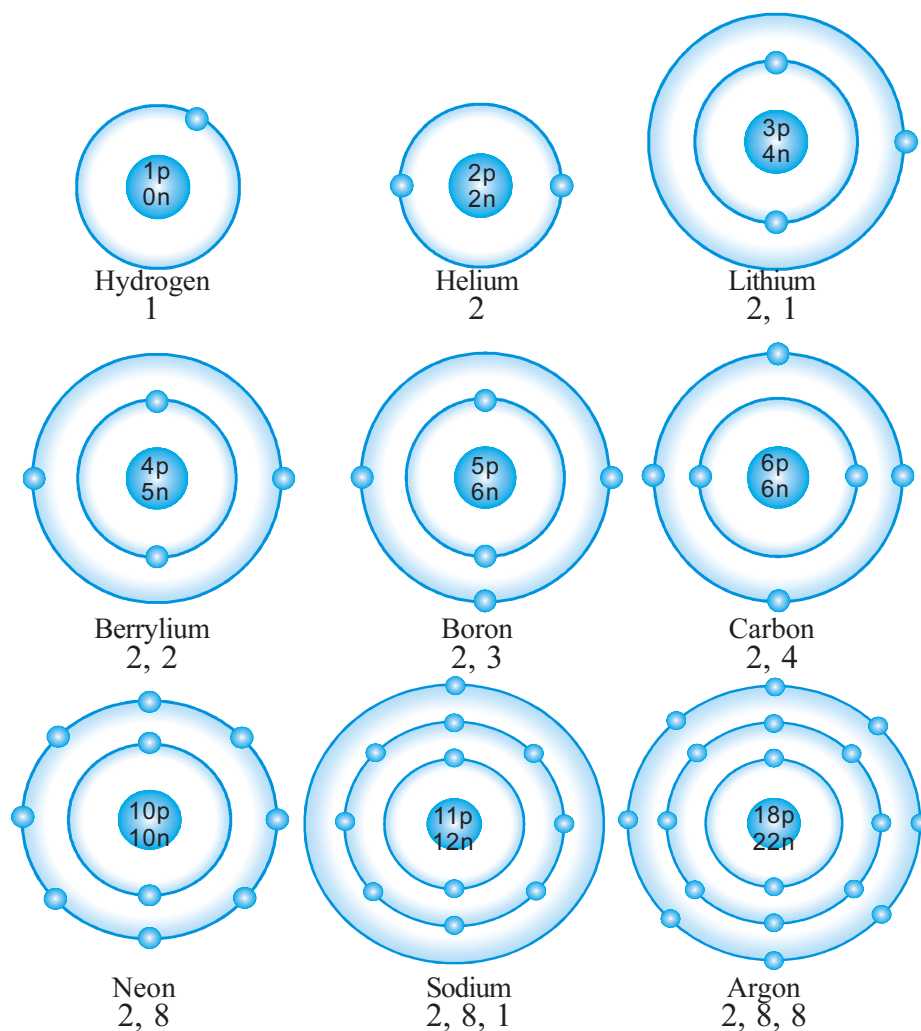 1p
0n
Hydrogen
1
2p
2n
Helium
2
3p
4n
Lithium
2, 1
4p
5n
Berrylium
2, 2
5p
6n
Boron
2, 3
6p
6n
Carbon
2, 4
10p
10n
Neon
2, 8
11p
12n
Sodium
2, 8, 1
18p
22n
Argon
2, 8, 8